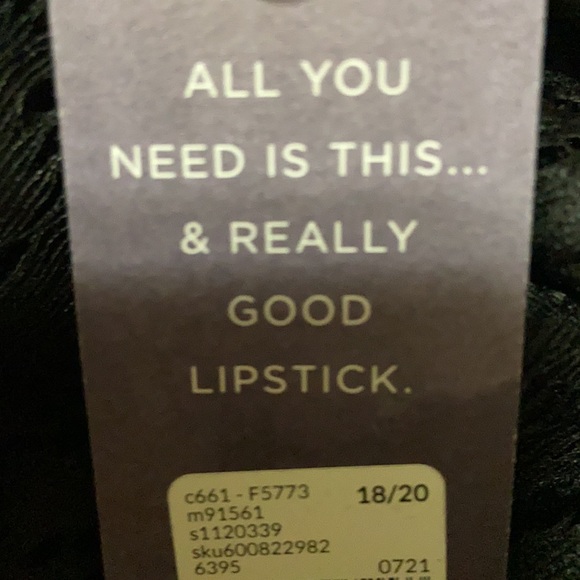 ALL YOU
NEED IS THIS...
& REALLY
GOOD
LIPSTICK.
c661 - F5773 18/20
m91561
s1120339
sku600822982
6395 0721